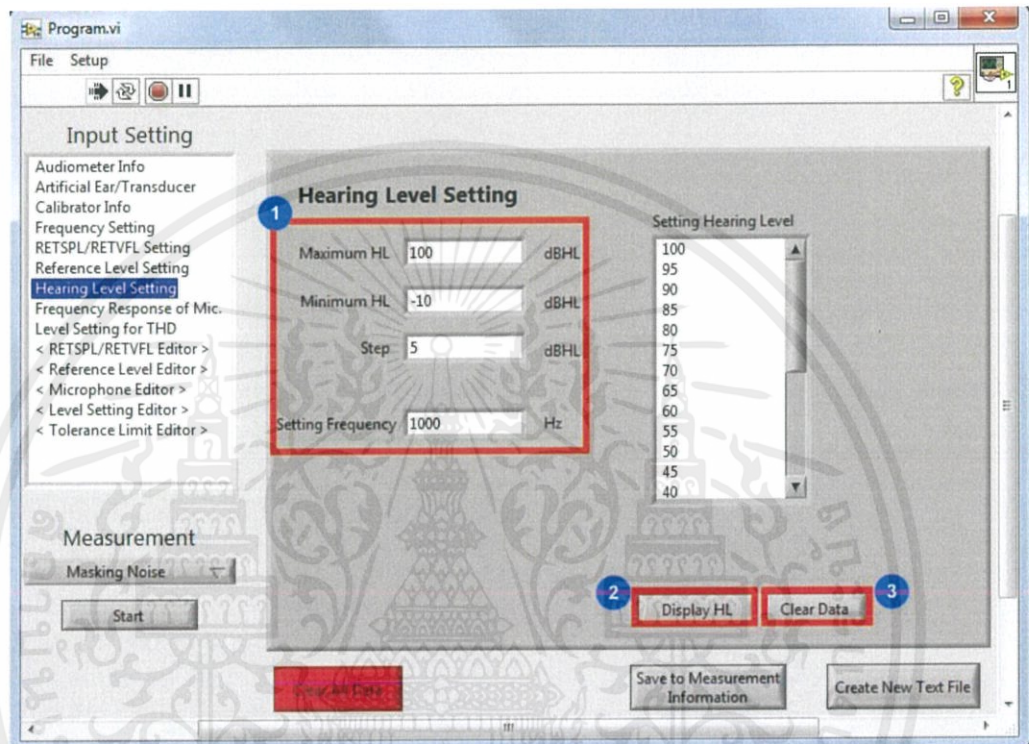 Program.vi
File Setup
1
Input Setting
Audiometer Info
Artificial Ear/Transducer
Calibrator Info
Frequency Setting
RETSPL/RETVFL Setting
Reference Level Setting
Hearing Level Setting
Frequency Response of Mic.
Level Setting for THD
< RETSPL/RETVFL Editor >
< Reference Level Editor >
< Microphone Editor >
< Level Setting Editor >
< Tolerance Limit Editor >
Measurement
Masking Noise
Start
Hearing Level Setting
1
Maximum HL 100 dBHL
Minimum HL -10 dBHL
Step 5 dBHL
Setting Frequency 1000 Hz
Setting Hearing Level
100
95
90
85
80
75
70
65
60
55
50
45
40
2
Display HL
Clear Data
3
Clear All Data
Save to Measurement
Information
Create New Text File